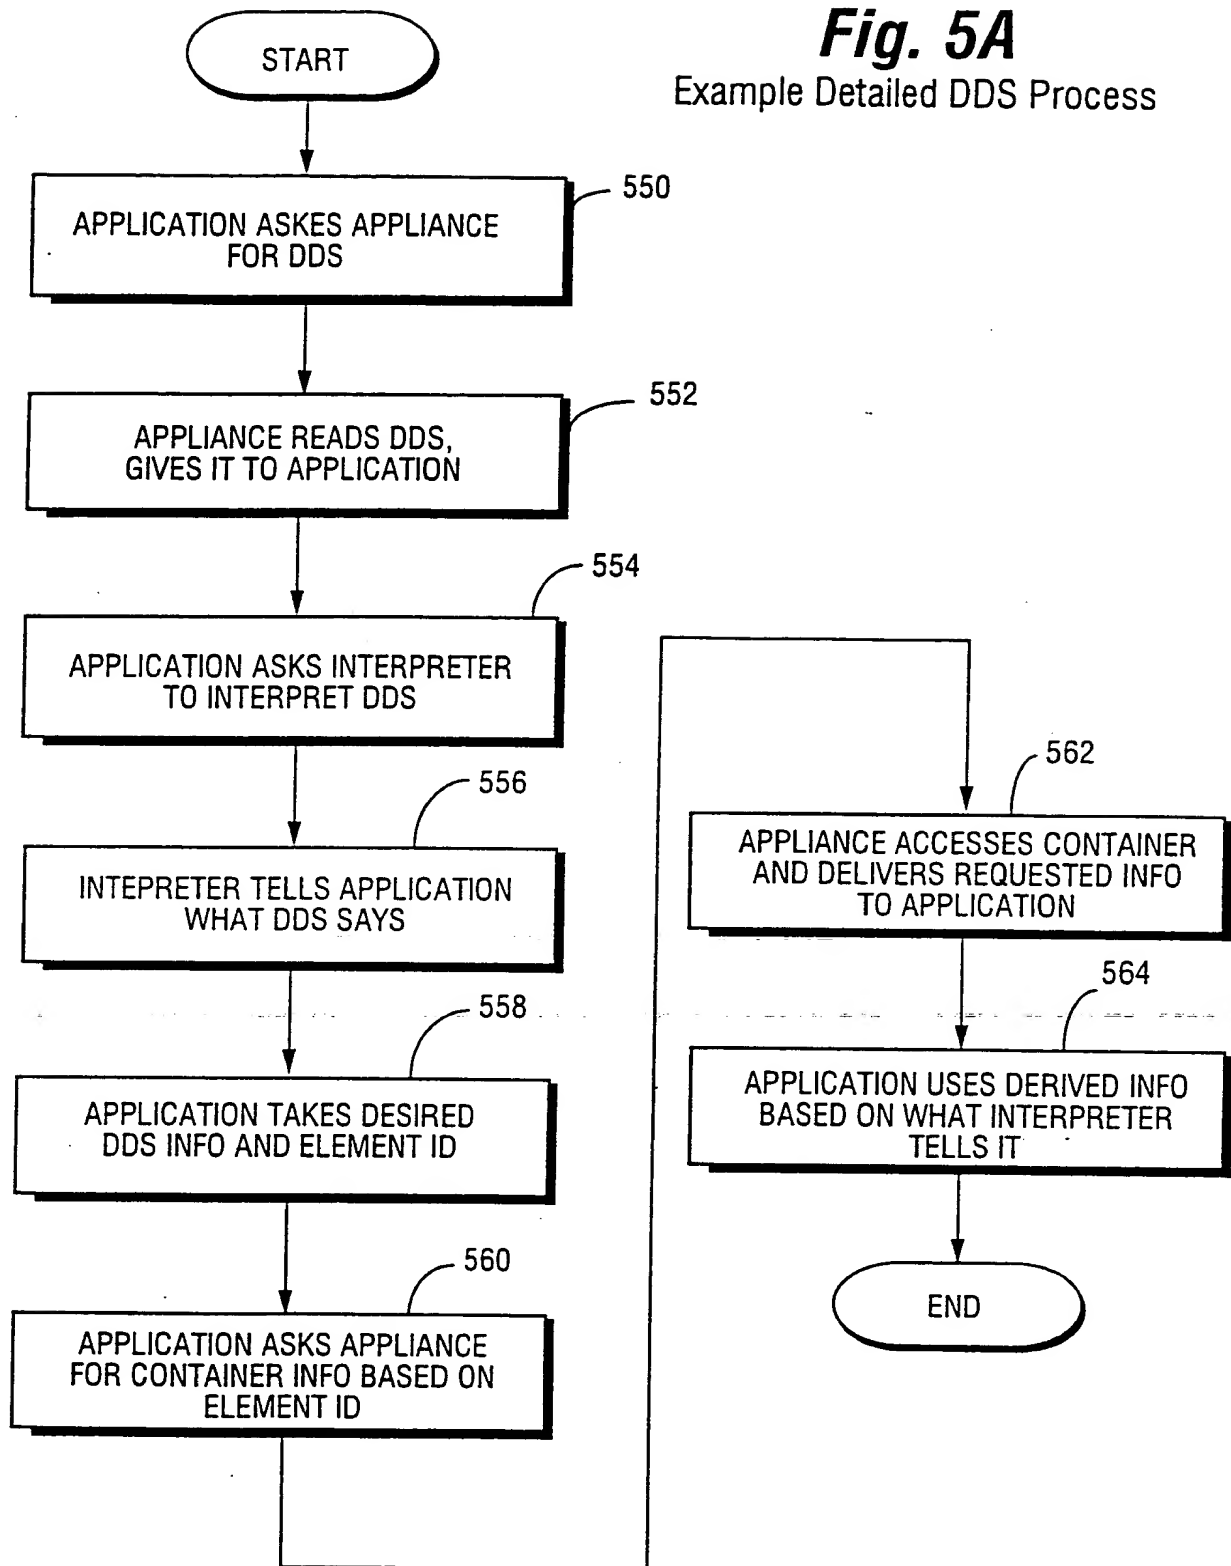 Fig. 5A
Example Detailed DDS Process
START
550
APPLICATION ASKES APPLIANCE
FOR DDS
552
APPLIANCE READS DDS,
GIVES IT TO APPLICATION
554
APPLICATION ASKS INTERPRETER
TO INTERPRET DDS
556
INTEPRETER TELLS APPLICATION
WHAT DDS SAYS
558
APPLICATION TAKES DESIRED
DDS INFO AND ELEMENT ID
560
APPLICATION ASKS APPLIANCE
FOR CONTAINER INFO BASED ON
ELEMENT ID
562
APPLIANCE ACCESSES CONTAINER
AND DELIVERS REQUESTED INFO
TO APPLICATION
564
APPLICATION USES DERIVED INFO
BASED ON WHAT INTERPRETER
TELLS IT
END